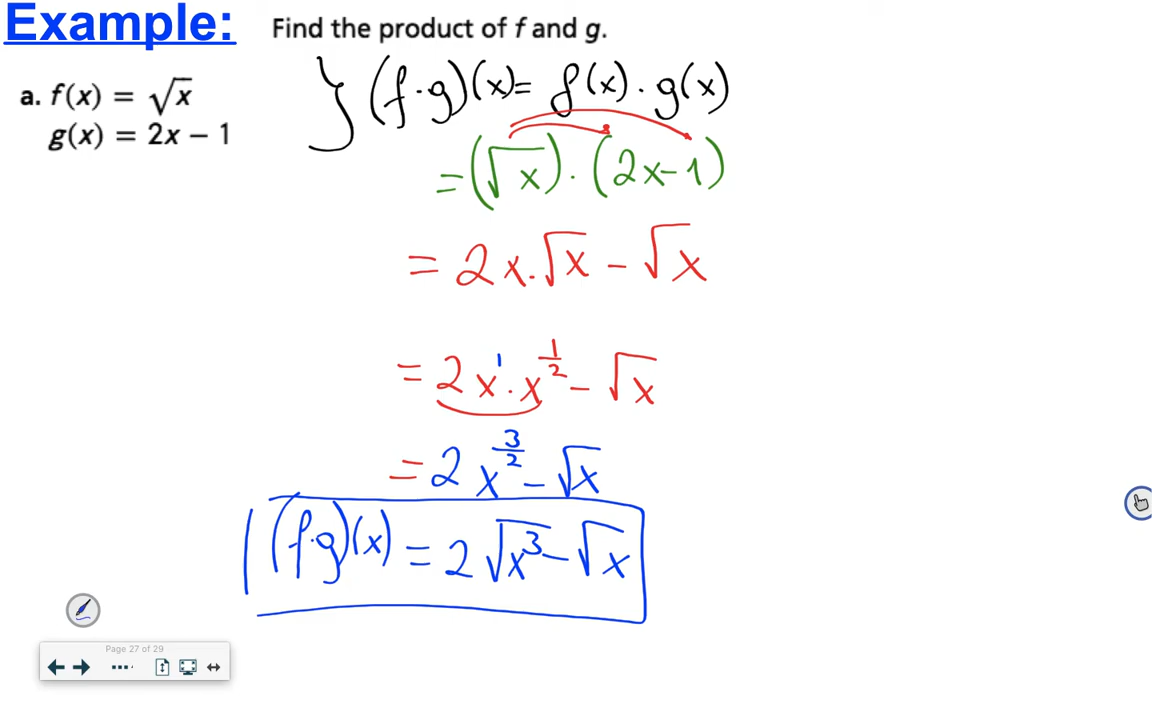 Example: Find the product of f and g.
a. f(x) = √x
g(x) = 2x − 1
} (f·g)(x) = f(x) · g(x)
= (√x) · (2x−1)
= 2x·√x − √x
= 2x¹·x^(1/2) − √x
= 2x^(3/2) − √x
(f·g)(x) = 2√x³ − √x
Page 27 of 29